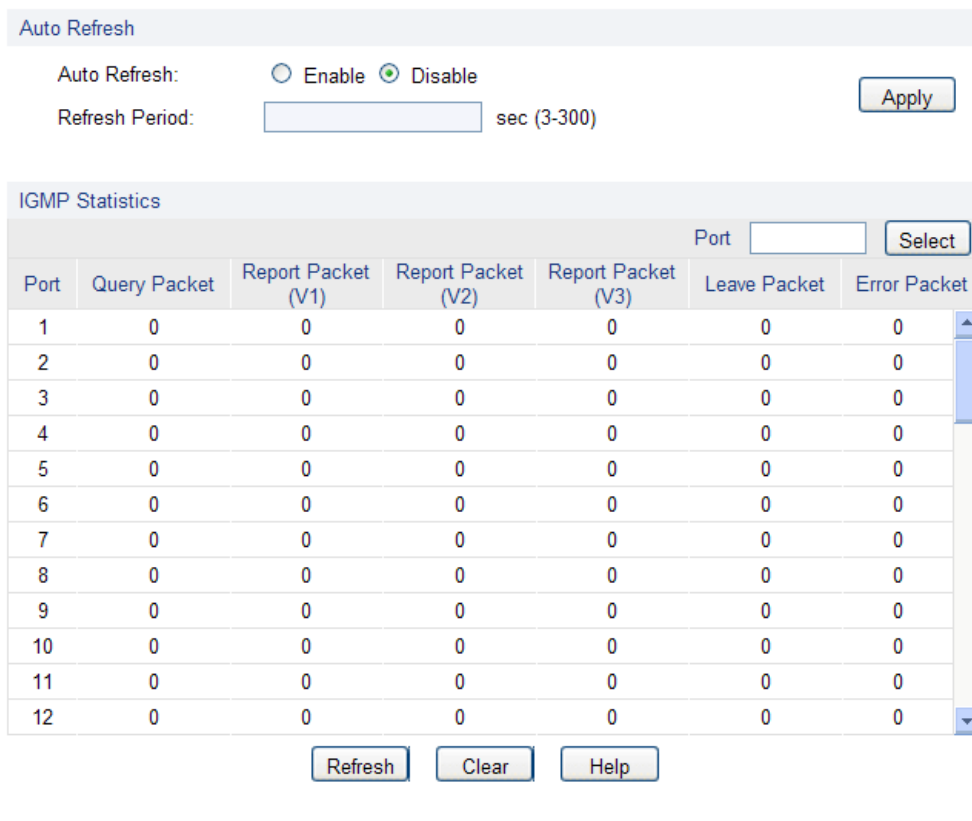 Auto Refresh
Auto Refresh: Enable Disable
Refresh Period: sec (3-300)
Apply
IGMP Statistics
Port Select
Port Query Packet Report Packet (V1) Report Packet (V2) Report Packet (V3) Leave Packet Error Packet
1 0 0 0 0 0 0
2 0 0 0 0 0 0
3 0 0 0 0 0 0
4 0 0 0 0 0 0
5 0 0 0 0 0 0
6 0 0 0 0 0 0
7 0 0 0 0 0 0
8 0 0 0 0 0 0
9 0 0 0 0 0 0
10 0 0 0 0 0 0
11 0 0 0 0 0 0
12 0 0 0 0 0 0
Refresh Clear Help